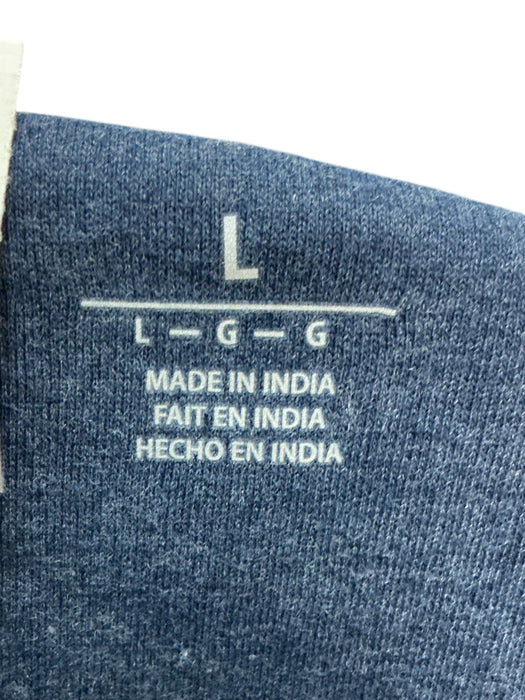 L
L — G — G
MADE IN INDIA
FAIT EN INDIA
HECHO EN INDIA